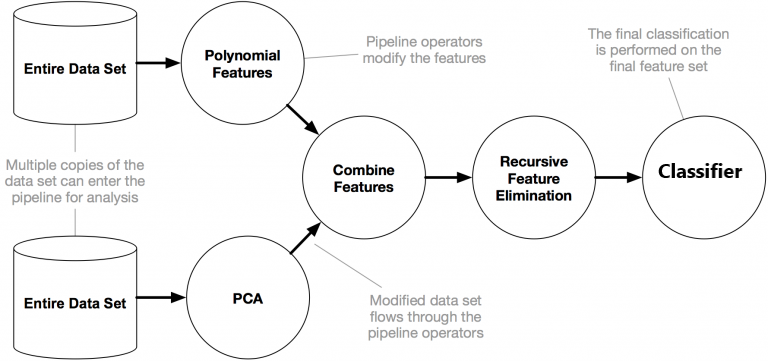 Entire Data Set
Polynomial
Features
Pipeline operators
modify the features
The final classification
is performed on the
final feature set
Multiple copies of the
data set can enter the
pipeline for analysis
Combine
Features
Recursive
Feature
Elimination
Classifier
Entire Data Set
PCA
Modified data set
flows through the
pipeline operators